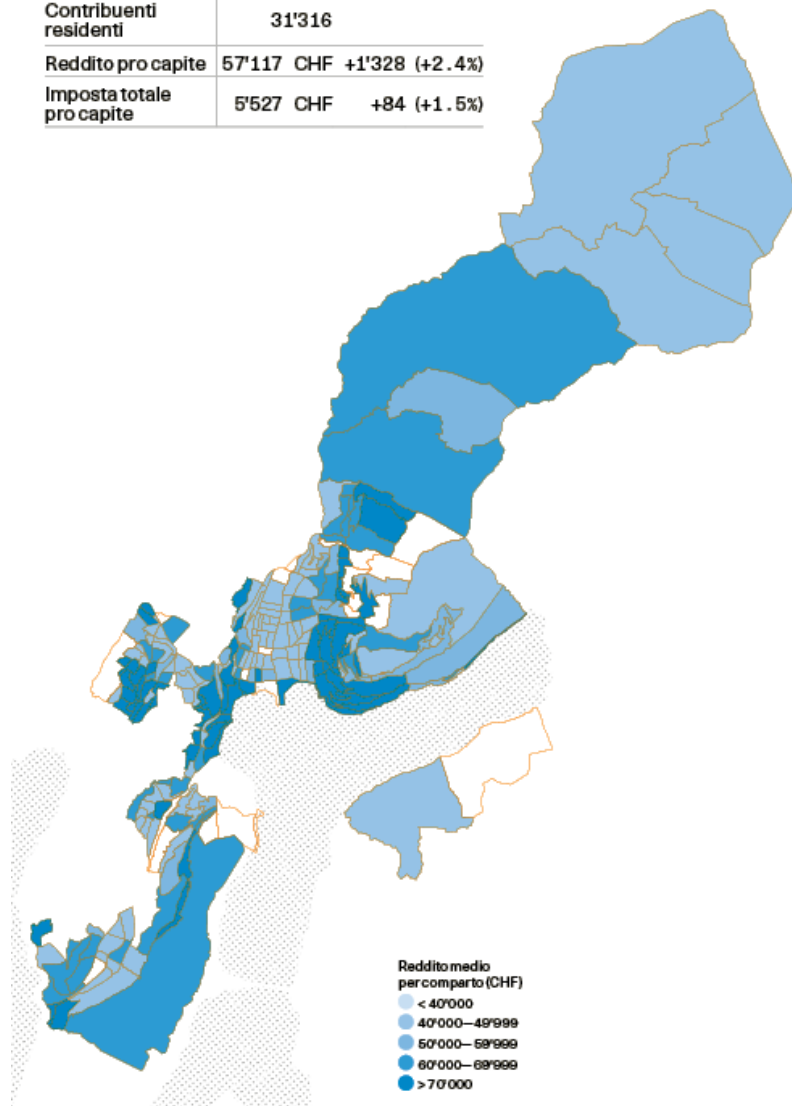 Contribuenti
residenti
31'316
Reddito pro capite 57'117 CHF +1'328 (+2.4%)
Imposta totale
pro capite
5'527 CHF +84 (+1.5%)
Reddito medio
per comparto (CHF)
< 40'000
40'000—49'999
50'000—59'999
60'000—69'999
>70'000